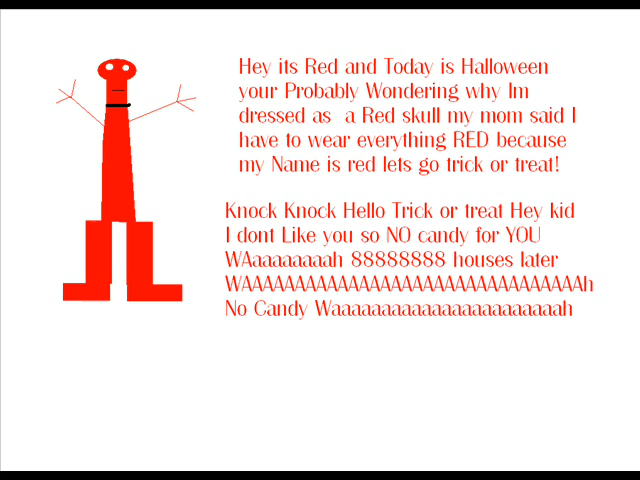 Hey its Red and Today is Halloween
your Probably Wondering why Im
dressed as  a Red skull my mom said I
have to wear everything RED because
my Name is red lets go trick or treat!
Knock Knock Hello Trick or treat Hey kid
I dont Like you so NO candy for YOU
WAaaaaaaaah 88888888 houses later
WAAAAAAAAAAAAAAAAAAAAAAAAAAAAAAAAh
No Candy Waaaaaaaaaaaaaaaaaaaaaaah